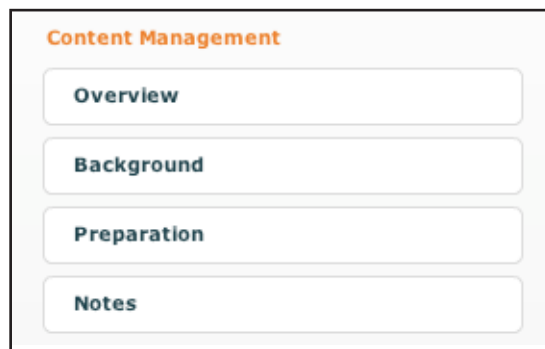 Content Management
Overview
Background
Preparation
Notes